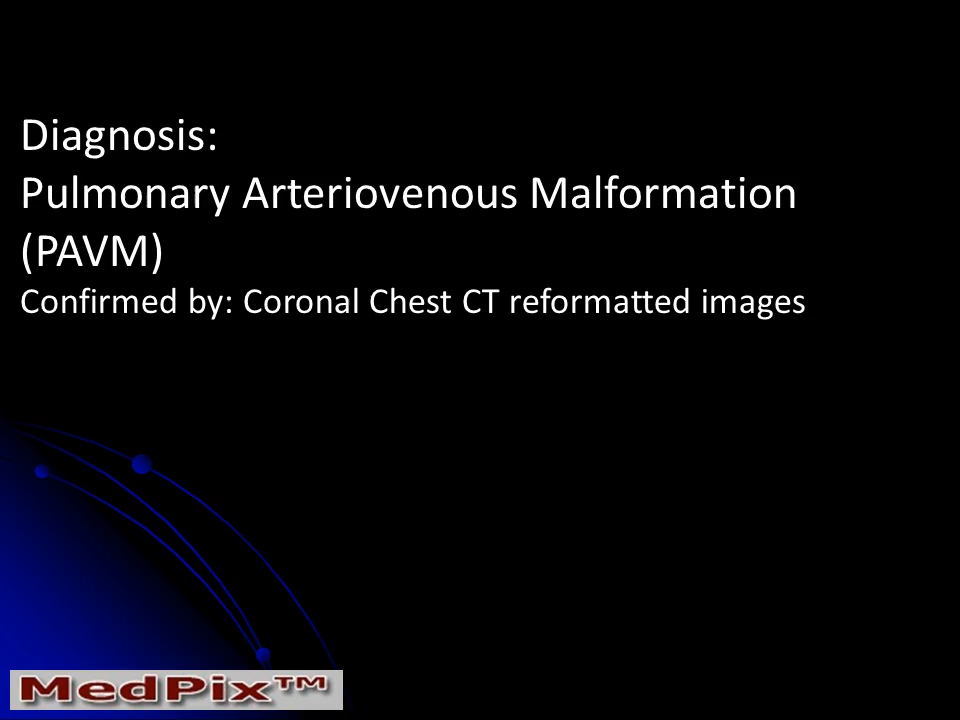 Diagnosis:
Pulmonary Arteriovenous Malformation
(PAVM)
Confirmed by: Coronal Chest CT reformatted images
MedPix™